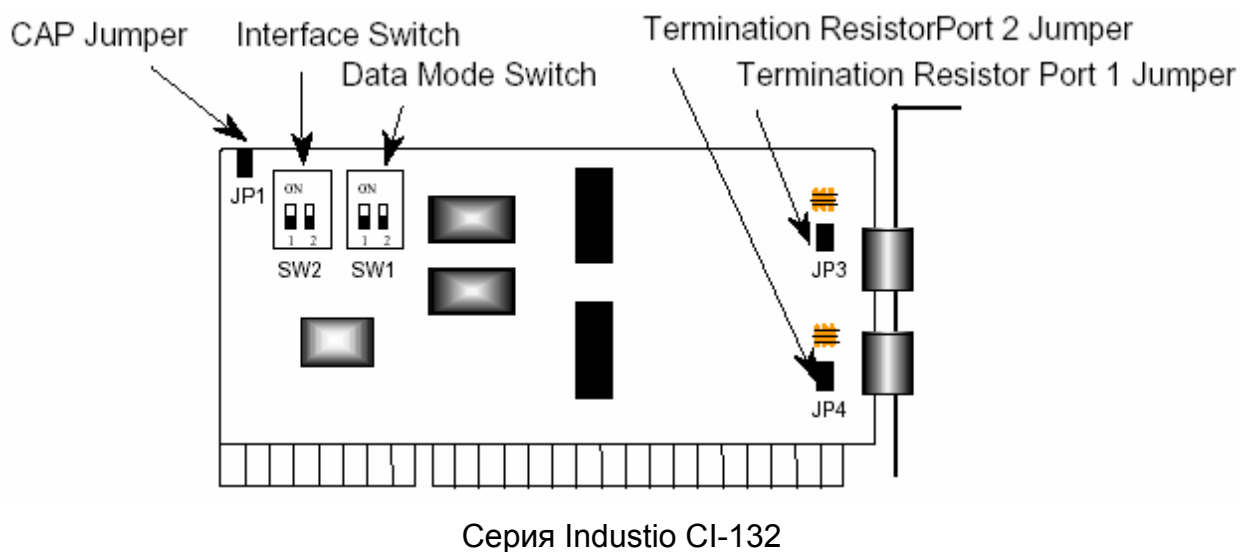 CAP Jumper
Interface Switch
Termination ResistorPort 2 Jumper
Data Mode Switch
Termination Resistor Port 1 Jumper
JP1
ON
1 2
SW2
ON
1 2
SW1
JP3
JP4
Серия Industio CI-132